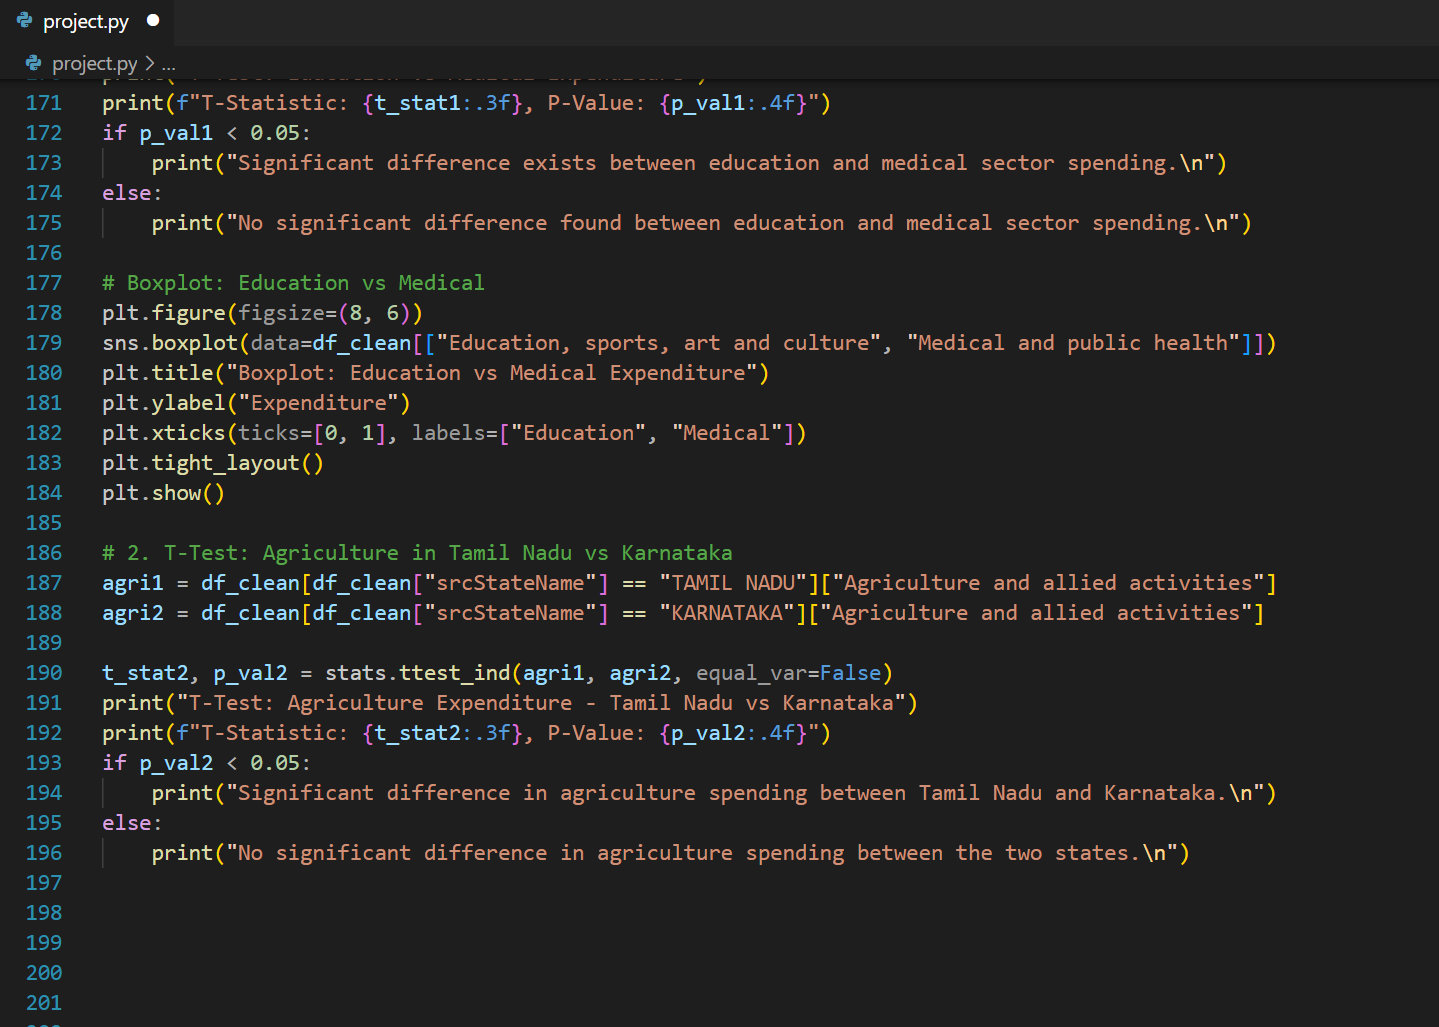 project.py
project.py > ...
171 print(f"T-Statistic: {t_stat1:.3f}, P-Value: {p_val1:.4f}")
172 if p_val1 < 0.05:
173     print("Significant difference exists between education and medical sector spending.\n")
174 else:
175     print("No significant difference found between education and medical sector spending.\n")
176
177 # Boxplot: Education vs Medical
178 plt.figure(figsize=(8, 6))
179 sns.boxplot(data=df_clean[["Education, sports, art and culture", "Medical and public health"]])
180 plt.title("Boxplot: Education vs Medical Expenditure")
181 plt.ylabel("Expenditure")
182 plt.xticks(ticks=[0, 1], labels=["Education", "Medical"])
183 plt.tight_layout()
184 plt.show()
185
186 # 2. T-Test: Agriculture in Tamil Nadu vs Karnataka
187 agri1 = df_clean[df_clean["srcStateName"] == "TAMIL NADU"]["Agriculture and allied activities"]
188 agri2 = df_clean[df_clean["srcStateName"] == "KARNATAKA"]["Agriculture and allied activities"]
189
190 t_stat2, p_val2 = stats.ttest_ind(agri1, agri2, equal_var=False)
191 print("T-Test: Agriculture Expenditure - Tamil Nadu vs Karnataka")
192 print(f"T-Statistic: {t_stat2:.3f}, P-Value: {p_val2:.4f}")
193 if p_val2 < 0.05:
194     print("Significant difference in agriculture spending between Tamil Nadu and Karnataka.\n")
195 else:
196     print("No significant difference in agriculture spending between the two states.\n")
197
198
199
200
201